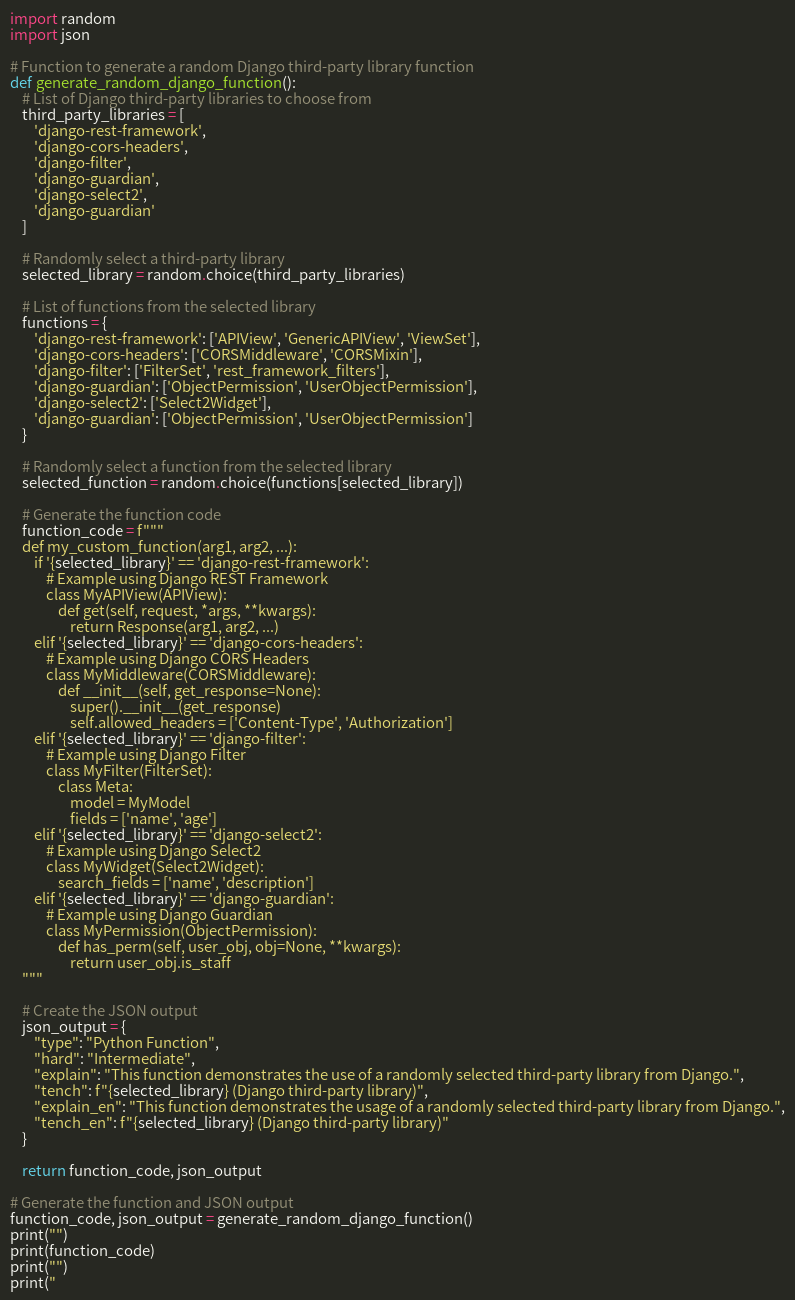 import random
import json
# Function to generate a random Django third-party library function
def generate_random_django_function():
# List of Django third-party libraries to choose from
third_party_libraries = [
'django-rest-framework',
'django-cors-headers',
'django-filter',
'django-guardian',
'django-select2',
'django-guardian'
]
# Randomly select a third-party library
selected_library = random.choice(third_party_libraries)
# List of functions from the selected library
functions = {
'django-rest-framework': ['APIView', 'GenericAPIView', 'ViewSet'],
'django-cors-headers': ['CORSMiddleware', 'CORSMixin'],
'django-filter': ['FilterSet', 'rest_framework_filters'],
'django-guardian': ['ObjectPermission', 'UserObjectPermission'],
'django-select2': ['Select2Widget'],
'django-guardian': ['ObjectPermission', 'UserObjectPermission']
}
# Randomly select a function from the selected library
selected_function = random.choice(functions[selected_library])
# Generate the function code
function_code = f"""
def my_custom_function(arg1, arg2, ...):
if '{selected_library}' == 'django-rest-framework':
# Example using Django REST Framework
class MyAPIView(APIView):
def get(self, request, *args, **kwargs):
return Response(arg1, arg2, ...)
elif '{selected_library}' == 'django-cors-headers':
# Example using Django CORS Headers
class MyMiddleware(CORSMiddleware):
def __init__(self, get_response=None):
super().__init__(get_response)
self.allowed_headers = ['Content-Type', 'Authorization']
elif '{selected_library}' == 'django-filter':
# Example using Django Filter
class MyFilter(FilterSet):
class Meta:
model = MyModel
fields = ['name', 'age']
elif '{selected_library}' == 'django-select2':
# Example using Django Select2
class MyWidget(Select2Widget):
search_fields = ['name', 'description']
elif '{selected_library}' == 'django-guardian':
# Example using Django Guardian
class MyPermission(ObjectPermission):
def has_perm(self, user_obj, obj=None, **kwargs):
return user_obj.is_staff
"""
# Create the JSON output
json_output = {
"type": "Python Function",
"hard": "Intermediate",
"explain": "This function demonstrates the use of a randomly selected third-party library from Django.",
"tench": f"{selected_library} (Django third-party library)",
"explain_en": "This function demonstrates the usage of a randomly selected third-party library from Django.",
"tench_en": f"{selected_library} (Django third-party library)"
}
return function_code, json_output
# Generate the function and JSON output
function_code, json_output = generate_random_django_function()
print("")
print(function_code)
print("")
print("